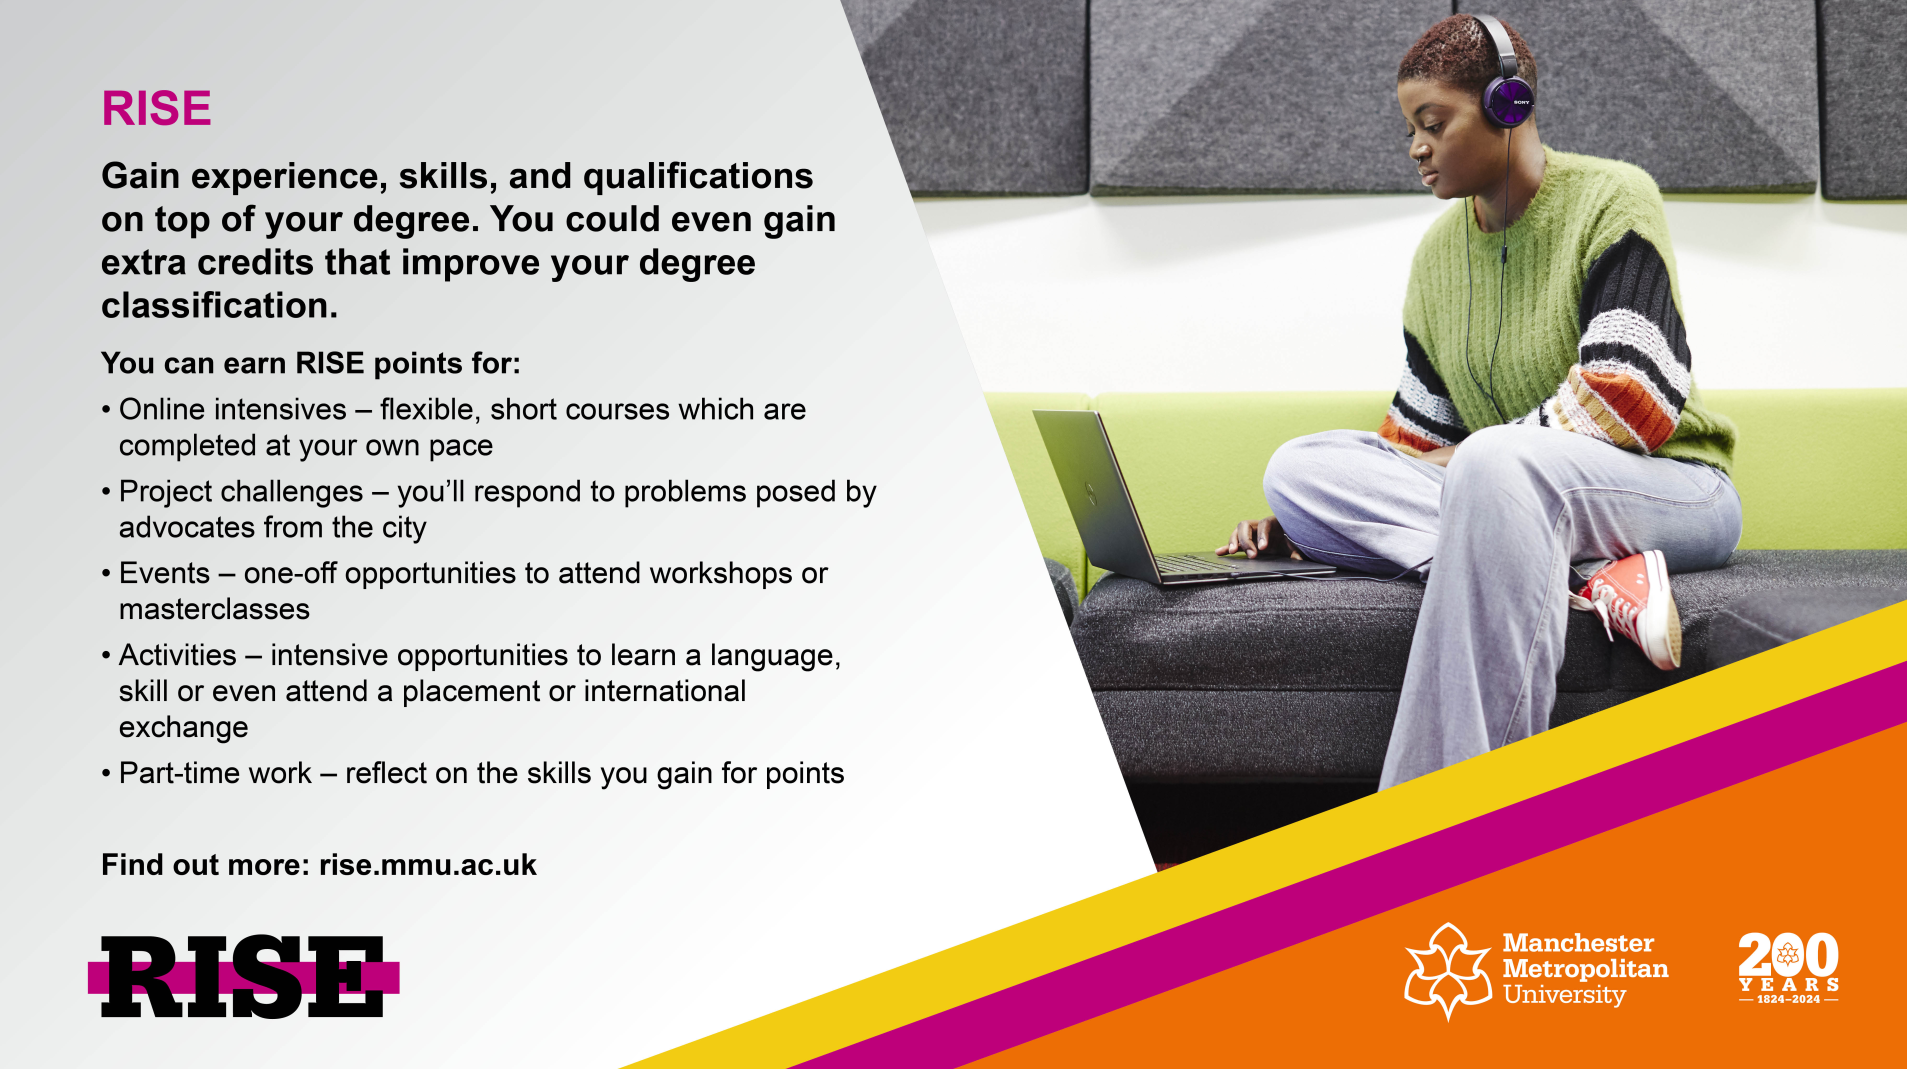 RISE
Gain experience, skills, and qualifications
on top of your degree. You could even gain
extra credits that improve your degree
classification.
You can earn RISE points for:
• Online intensives – flexible, short courses which are
completed at your own pace
• Project challenges – you’ll respond to problems posed by
advocates from the city
• Events – one-off opportunities to attend workshops or
masterclasses
• Activities – intensive opportunities to learn a language,
skill or even attend a placement or international
exchange
• Part-time work – reflect on the skills you gain for points
Find out more: rise.mmu.ac.uk
RISE
SONY
Manchester
Metropolitan
University
200
YEARS
1824–2024